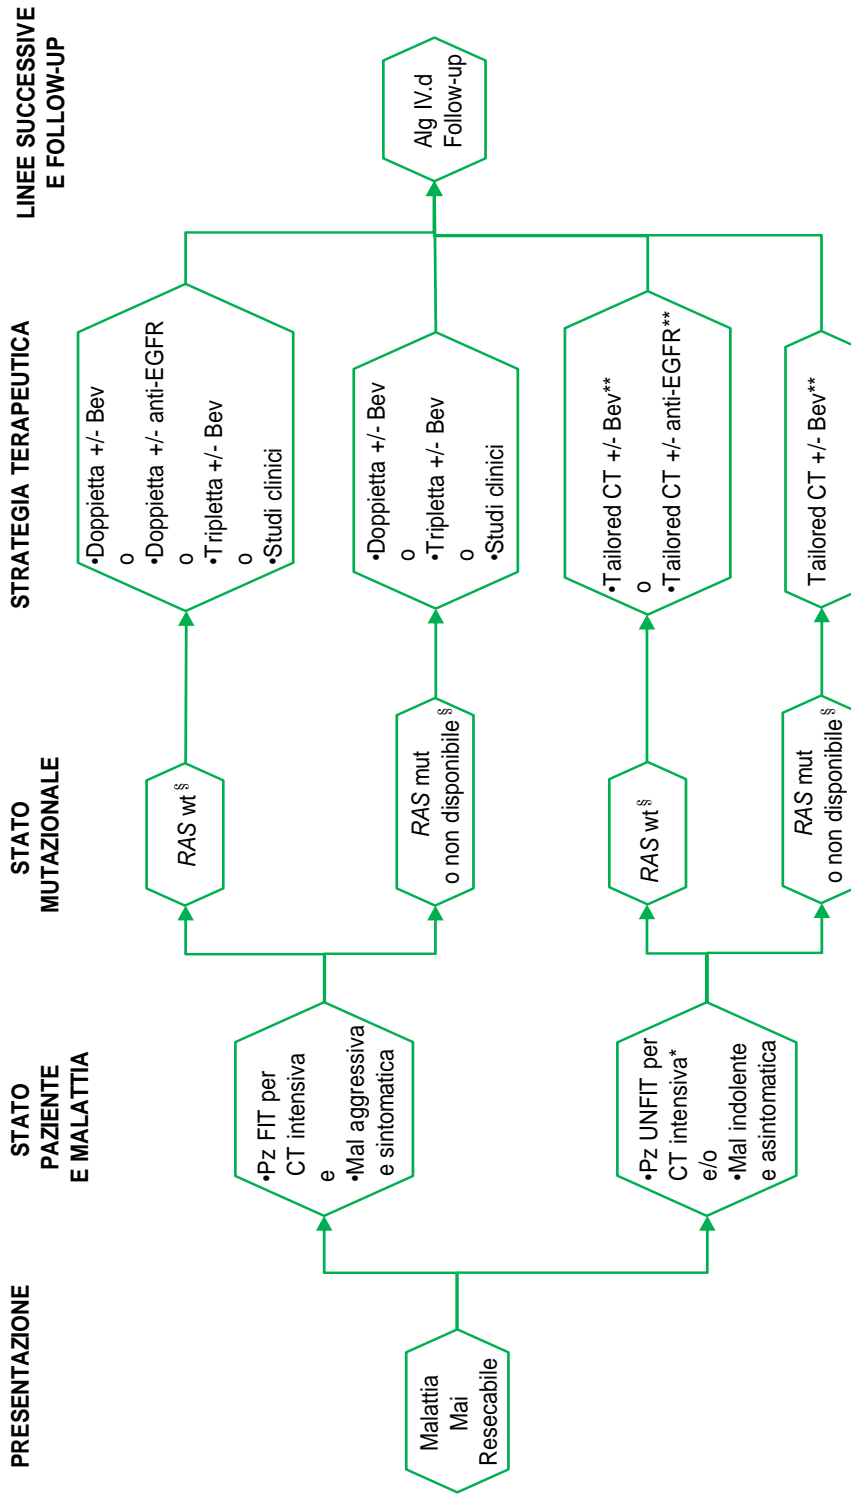 PRESENTAZIONE
STATO
PAZIENTE
E MALATTIA
STATO
MUTAZIONALE
STRATEGIA TERAPEUTICA
LINEE SUCCESSIVE
E FOLLOW-UP
Malattia
Mai
Resecabile
•Pz FIT per
CT intensiva
e
•Mal aggressiva
e sintomatica
•Pz UNFIT per
CT intensiva*
e/o
•Mal indolente
e asintomatica
RAS wt§
RAS mut
o non disponibile§
RAS wt§
RAS mut
o non disponibile§
•Doppietta +/- Bev
o
•Doppietta +/- anti-EGFR
o
•Tripletta +/- Bev
o
•Studi clinici
•Doppietta +/- Bev
o
•Tripletta +/- Bev
o
•Studi clinici
•Tailored CT +/- Bev**
o
•Tailored CT +/- anti-EGFR**
Tailored CT +/- Bev**
Alg IV.d
Follow-up